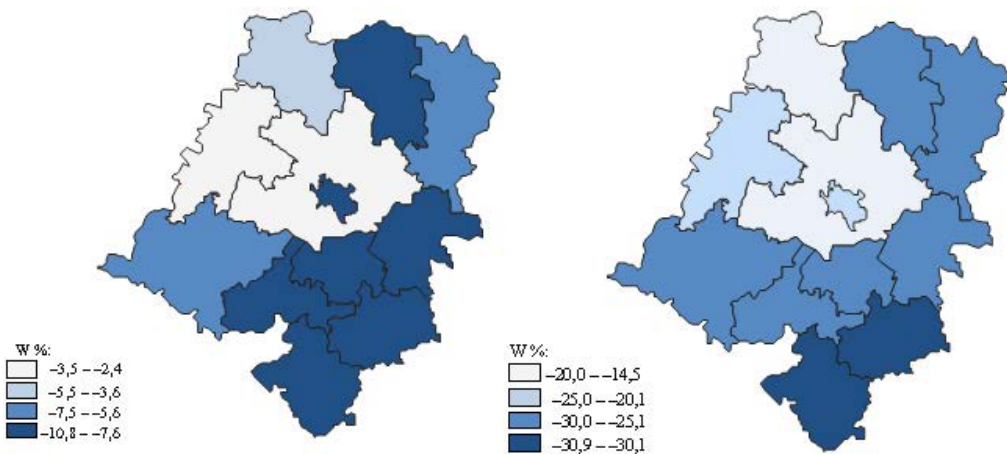 W %:
–3,5 – –2,4
–5,5 – –3,6
–7,5 – –5,6
–10,8 – –7,6
W %:
–20,0 – –14,5
–25,0 – –20,1
–30,0 – –25,1
–30,9 – –30,1